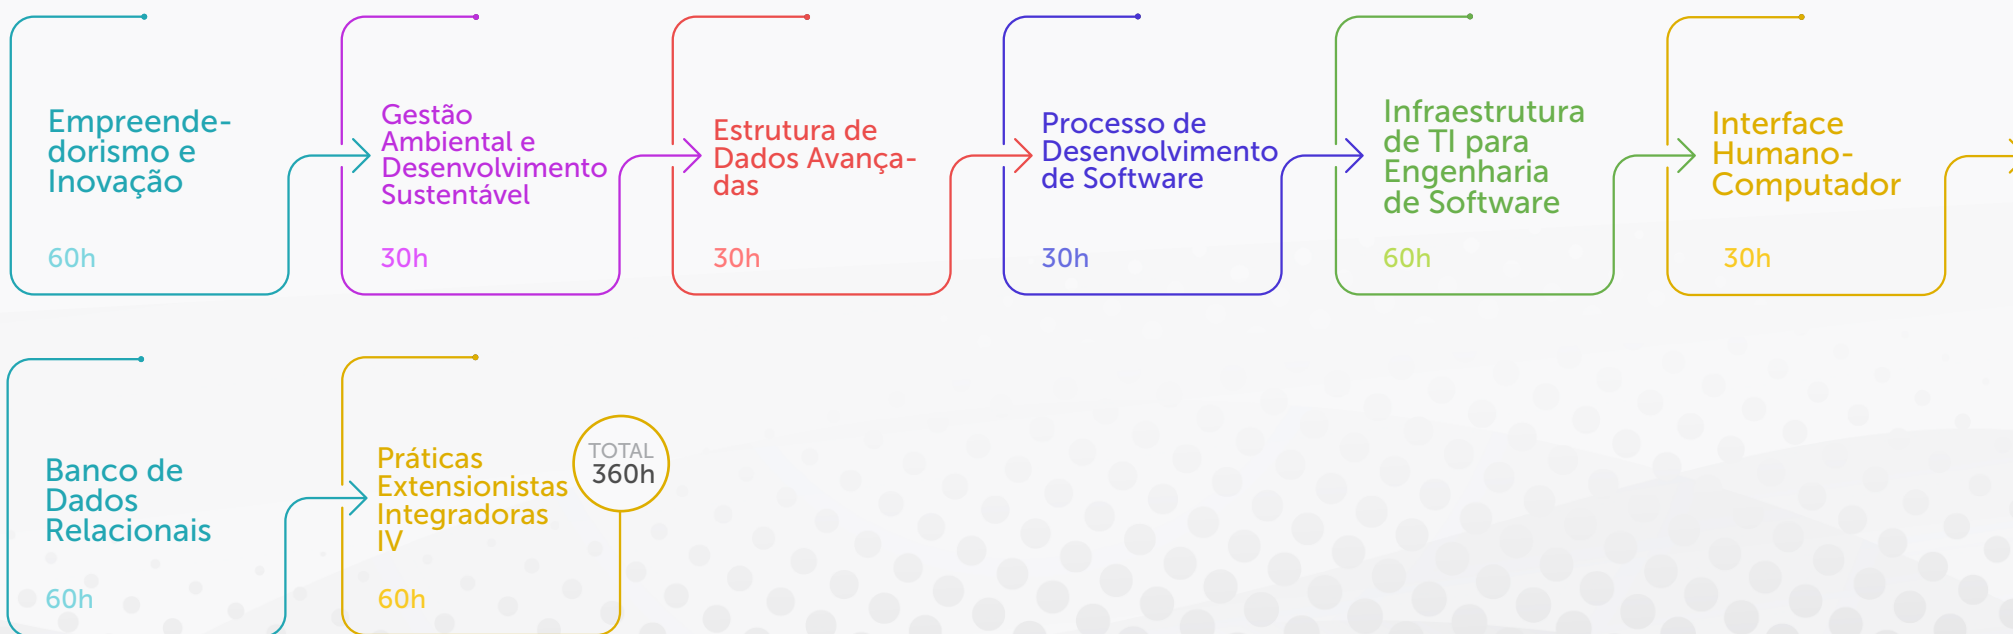 Empreende-
dorismo e
Inovação
60h
Gestão
Ambiental e
Desenvolvimento
Sustentável
30h
Estrutura de
Dados Avança-
das
30h
Processo de
Desenvolvimento
de Software
30h
Infraestrutura
de TI para
Engenharia
de Software
60h
Interface
Humano-
Computador
30h
Banco de
Dados
Relacionais
60h
Práticas
Extensionistas
Integradoras
IV
60h
TOTAL
360h